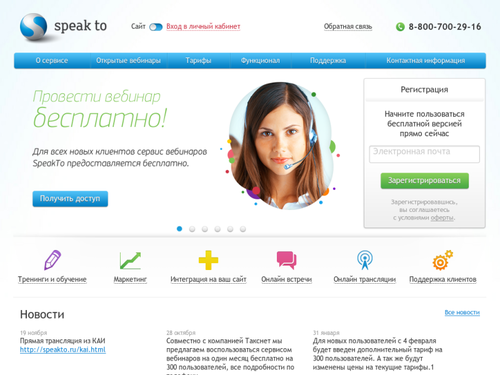 speak to
Сайт
Вход в личный кабинет
Обратная связь
8-800-700-29-16
О сервисе
Открытые вебинары
Тарифы
Функционал
Поддержка
Контактная информация
Провести вебинар
бесплатно!
Для всех новых клиентов сервис вебинаров
SpeakTo предоставляется бесплатно.
Получить доступ
Регистрация
Начните пользоваться
бесплатной версией
прямо сейчас
Электронная почта
Зарегистрироваться
Зарегистрировавшись,
вы соглашаетесь
с условиями оферты.
Тренинги и обучение
Маркетинг
Интеграция на ваш сайт
Онлайн встречи
Онлайн трансляции
Поддержка клиентов
Новости
Все новости
19 ноября
Прямая трансляция из КАИ
http://speakto.ru/kai.html
28 октября
Совместно с компанией Такснет мы
предлагаем воспользоваться сервисом
вебинаров на один месяц бесплатно на
300 пользователей, все подробности по
31 января
Для новых пользователей с 4 февраля
будет введен дополнительный тариф на
300 пользователей. А так же будут
изменены цены на текущие тарифы.1